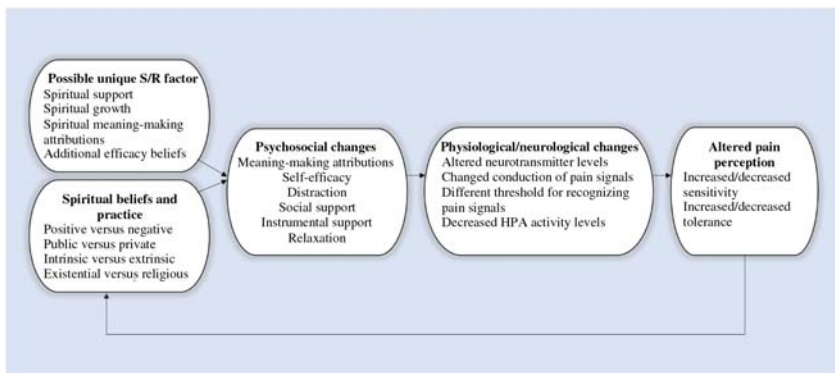 Possible unique S/R factor
Spiritual support
Spiritual growth
Spiritual meaning-making
attributions
Additional efficacy beliefs
Spiritual beliefs and
practice
Positive versus negative
Public versus private
Intrinsic versus extrinsic
Existential versus religious
Psychosocial changes
Meaning-making attributions
Self-efficacy
Distraction
Social support
Instrumental support
Relaxation
Physiological/neurological changes
Altered neurotransmitter levels
Changed conduction of pain signals
Different threshold for recognizing
pain signals
Decreased HPA activity levels
Altered pain
perception
Increased/decreased
sensitivity
Increased/decreased
tolerance